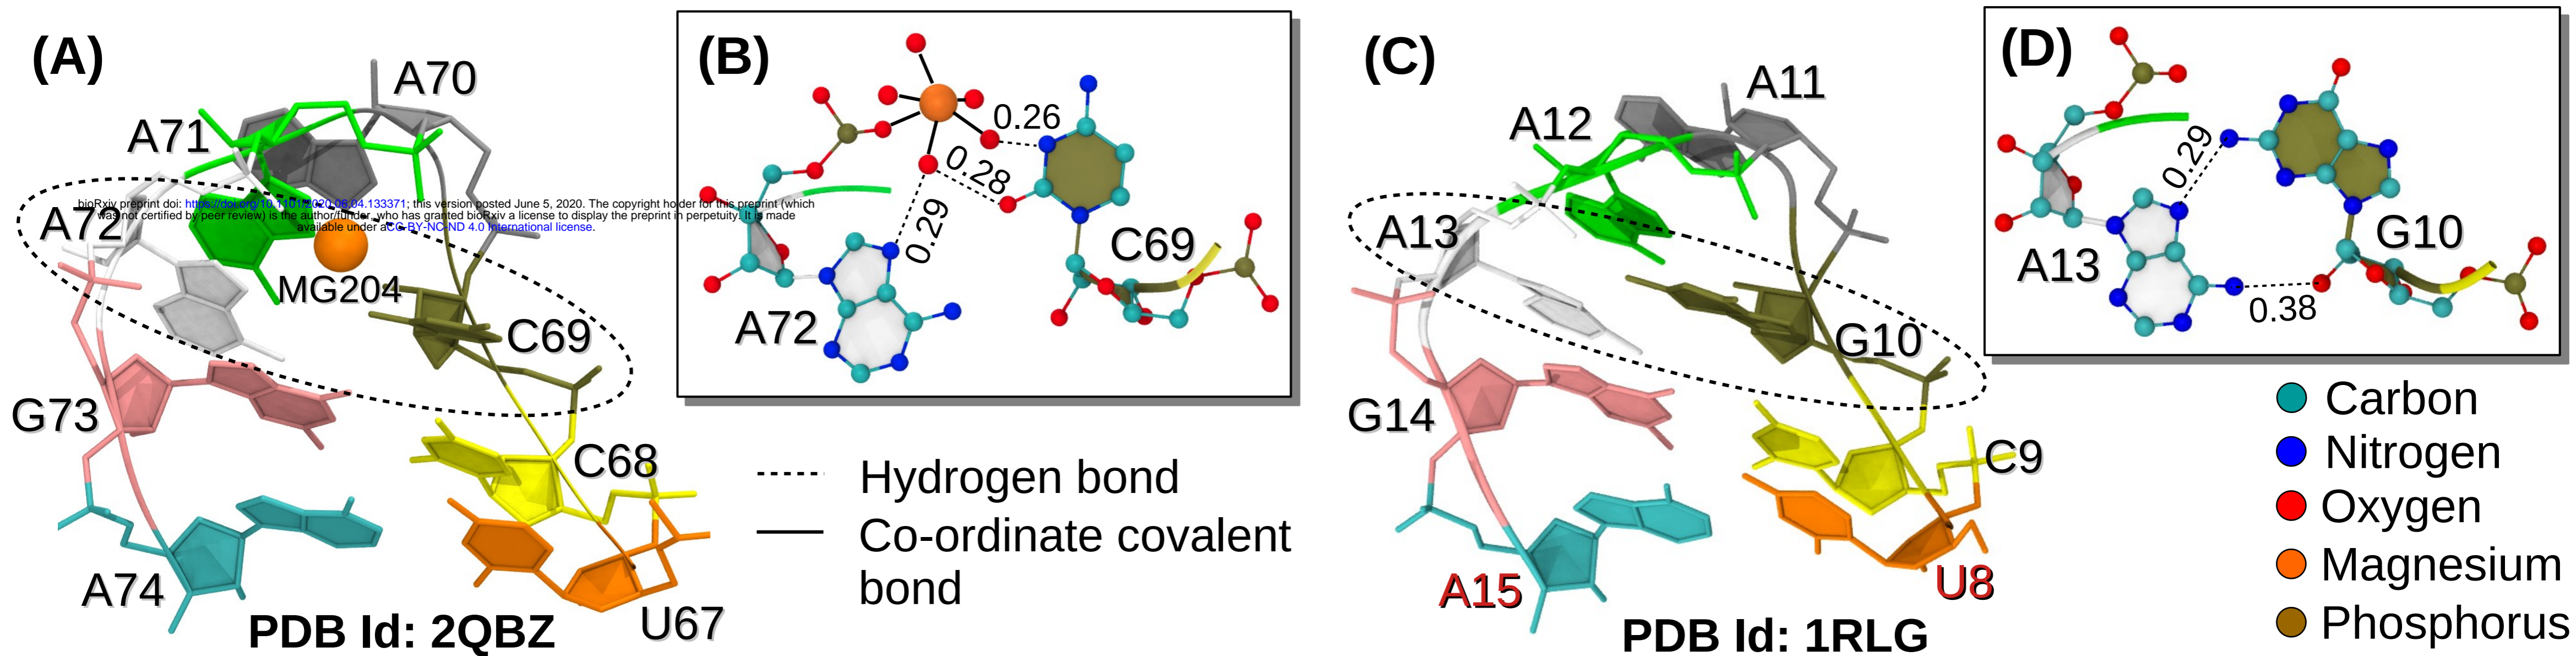 (A)
A70
A71
bioRxiv preprint doi: https://doi.org/10.1101/2020.06.04.133371; this version posted June 5, 2020. The copyright holder for this preprint (which
was not certified by peer review) is the author/funder, who has granted bioRxiv a license to display the preprint in perpetuity. It is made
available under aCC-BY-NC-ND 4.0 International license.
A72
MG204
C69
G73
C68
A74
U67
PDB Id: 2QBZ
(B)
0.26
0.28
0.29
C69
A72
Hydrogen bond
Co-ordinate covalent
bond
(C)
A11
A12
A13
G10
G14
C9
A15
U8
PDB Id: 1RLG
(D)
0.29
G10
A13
0.38
Carbon
Nitrogen
Oxygen
Magnesium
Phosphorus